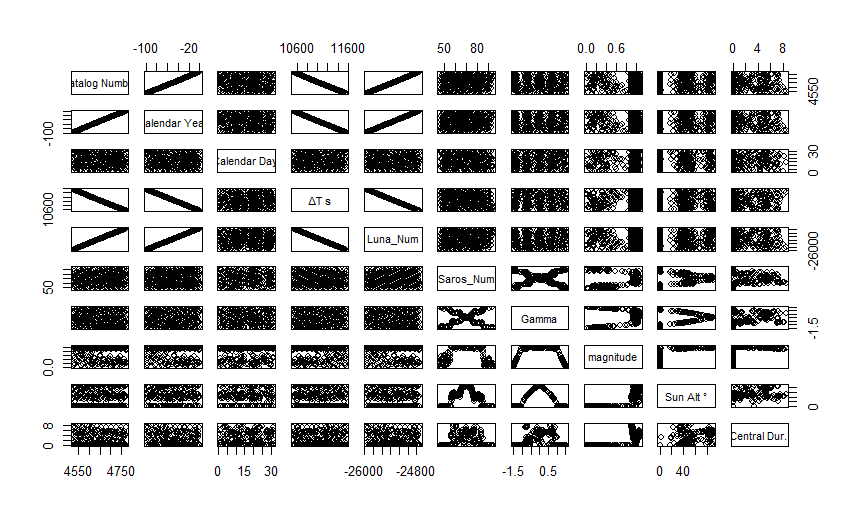 -100 -20 10600 11600 50 80 0.0 0.6 0 4 8
atalog Numb
4550
-100
alendar Yea
Calendar Day
0 30
10600
ΔT s
Luna_Num
-26000
50
Saros_Num
Gamma
-1.5
0.0
magnitude
Sun Alt °
0
0 8
Central Dur.
4550 4750 0 15 30 -26000 -24800 -1.5 0.5 0 40